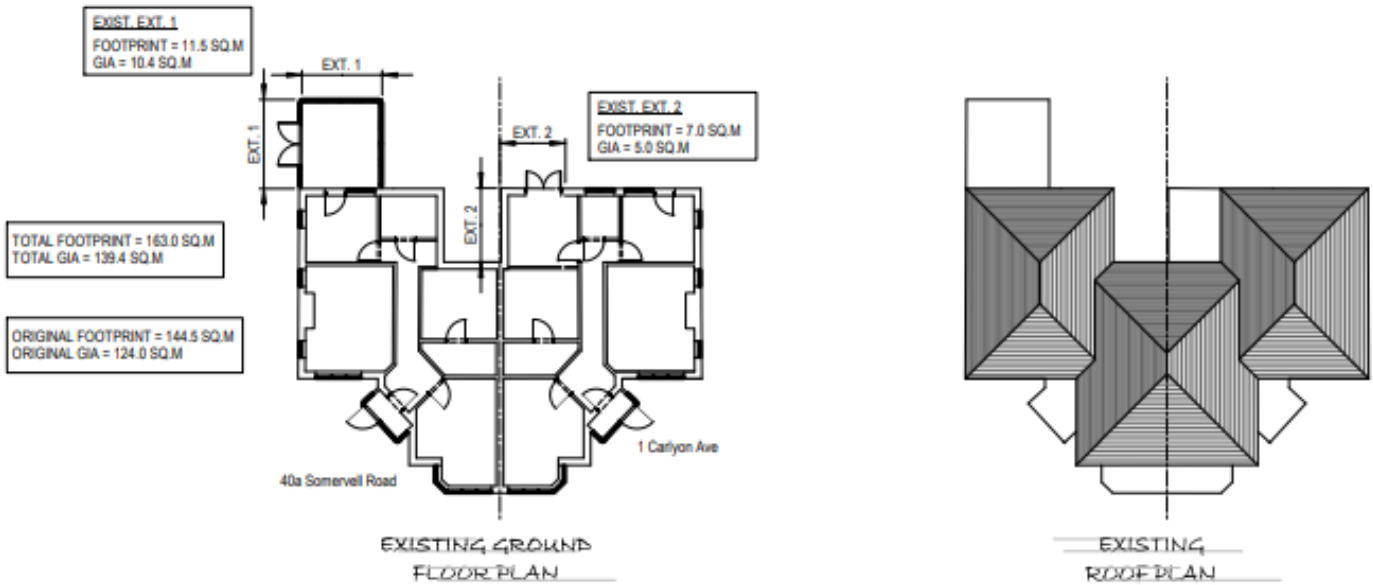 EXIST. EXT. 1
FOOTPRINT = 11.5 SQ.M
GIA = 10.4 SQ.M
EXT. 1
EXT. 1
EXIST. EXT. 2
FOOTPRINT = 7.0 SQ.M
GIA = 5.0 SQ.M
EXT. 2
EXT. 2
TOTAL FOOTPRINT = 163.0 SQ.M
TOTAL GIA = 139.4 SQ.M
ORIGINAL FOOTPRINT = 144.5 SQ.M
ORIGINAL GIA = 124.0 SQ.M
1 Carlyon Ave
40a Somervell Road
EXISTING GROUND
FLOOR PLAN
EXISTING
ROOF PLAN